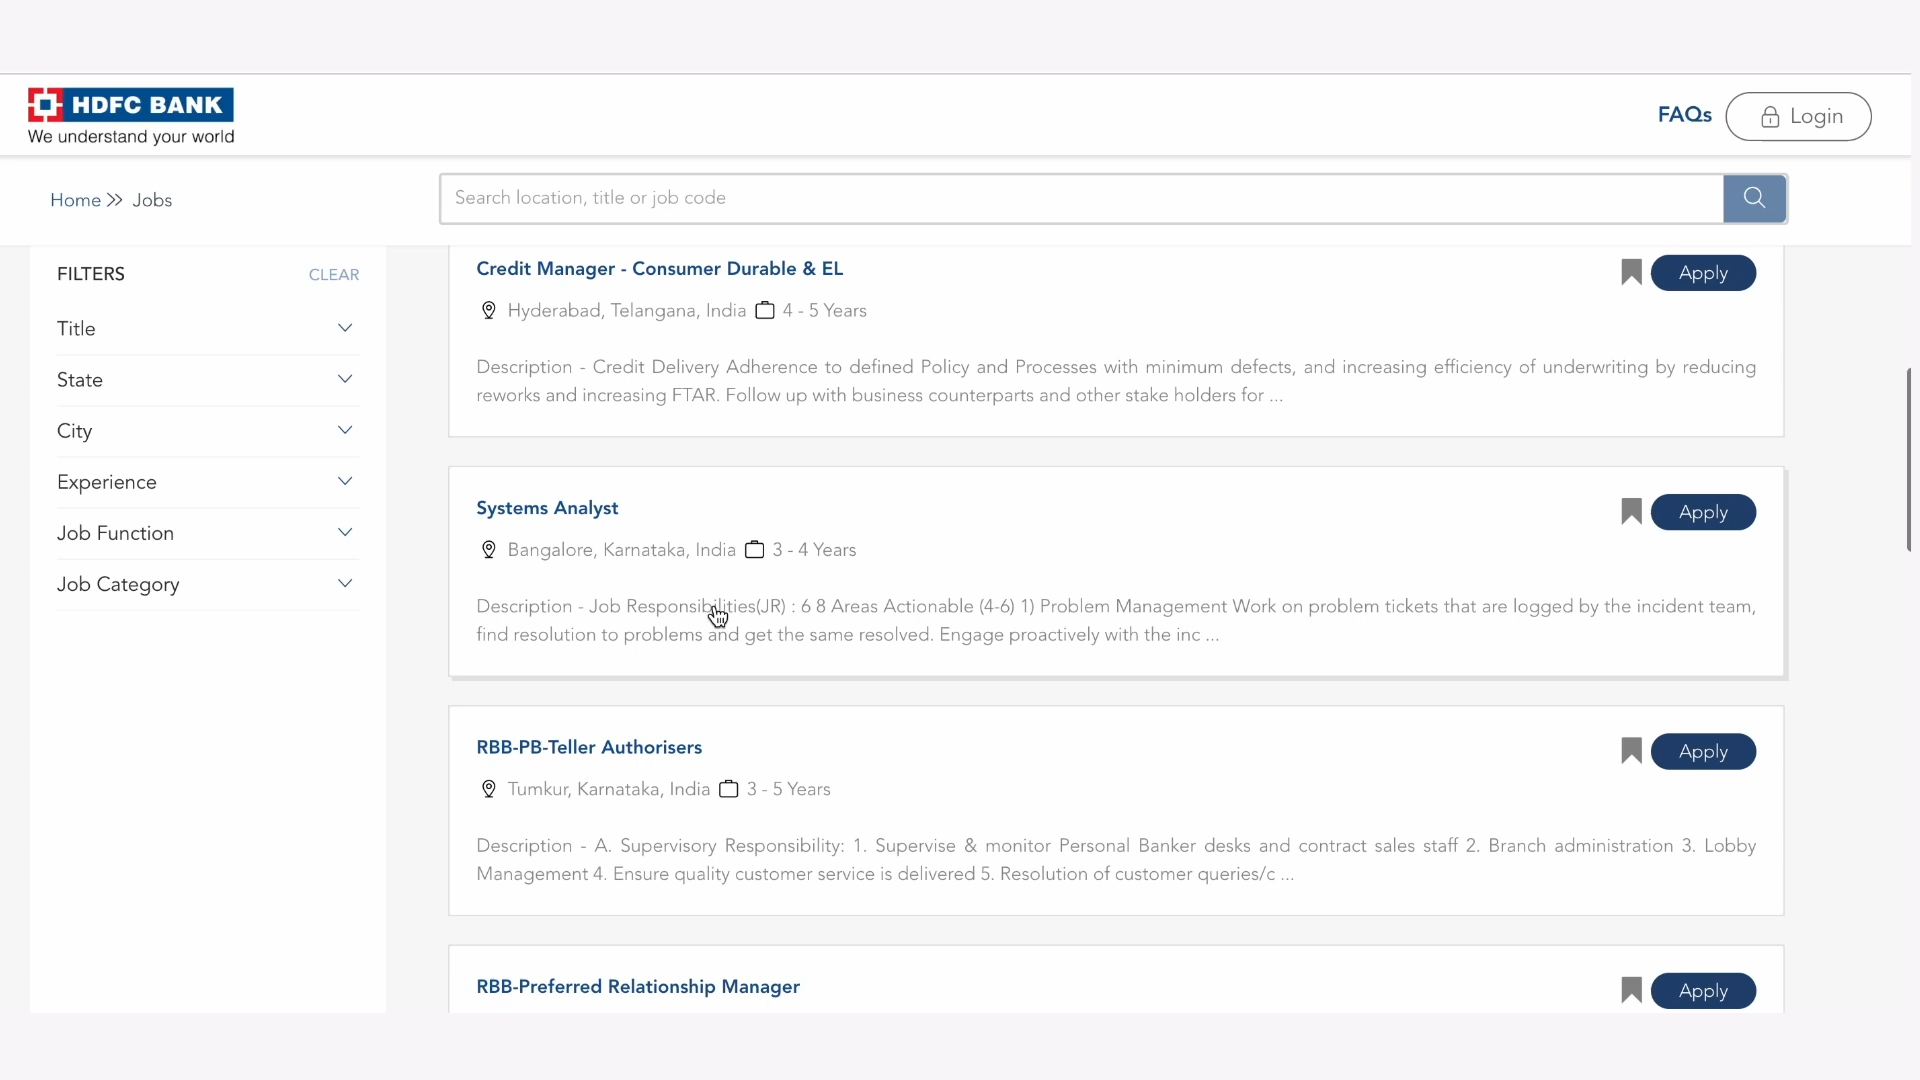 HDFC BANK
We understand your world
FAQs
Login
Home >> Jobs
Search location, title or job code
FILTERS
CLEAR
Title
State
City
Experience
Job Function
Job Category
Credit Manager - Consumer Durable & EL
Apply
Hyderabad, Telangana, India 4 - 5 Years
Description - Credit Delivery Adherence to defined Policy and Processes with minimum defects, and increasing efficiency of underwriting by reducing
reworks and increasing FTAR. Follow up with business counterparts and other stake holders for ...
Systems Analyst
Apply
Bangalore, Karnataka, India 3 - 4 Years
Description - Job Responsibilities(JR) : 6 8 Areas Actionable (4-6) 1) Problem Management Work on problem tickets that are logged by the incident team,
find resolution to problems and get the same resolved. Engage proactively with the inc ...
RBB-PB-Teller Authorisers
Apply
Tumkur, Karnataka, India 3 - 5 Years
Description - A. Supervisory Responsibility: 1. Supervise & monitor Personal Banker desks and contract sales staff 2. Branch administration 3. Lobby
Management 4. Ensure quality customer service is delivered 5. Resolution of customer queries/c ...
RBB-Preferred Relationship Manager
Apply